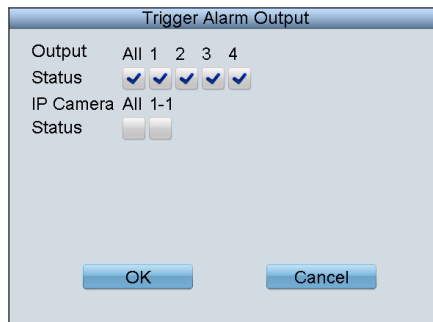 Trigger Alarm Output
Output All 1 2 3 4
Status
IP Camera All 1-1
Status
OK Cancel